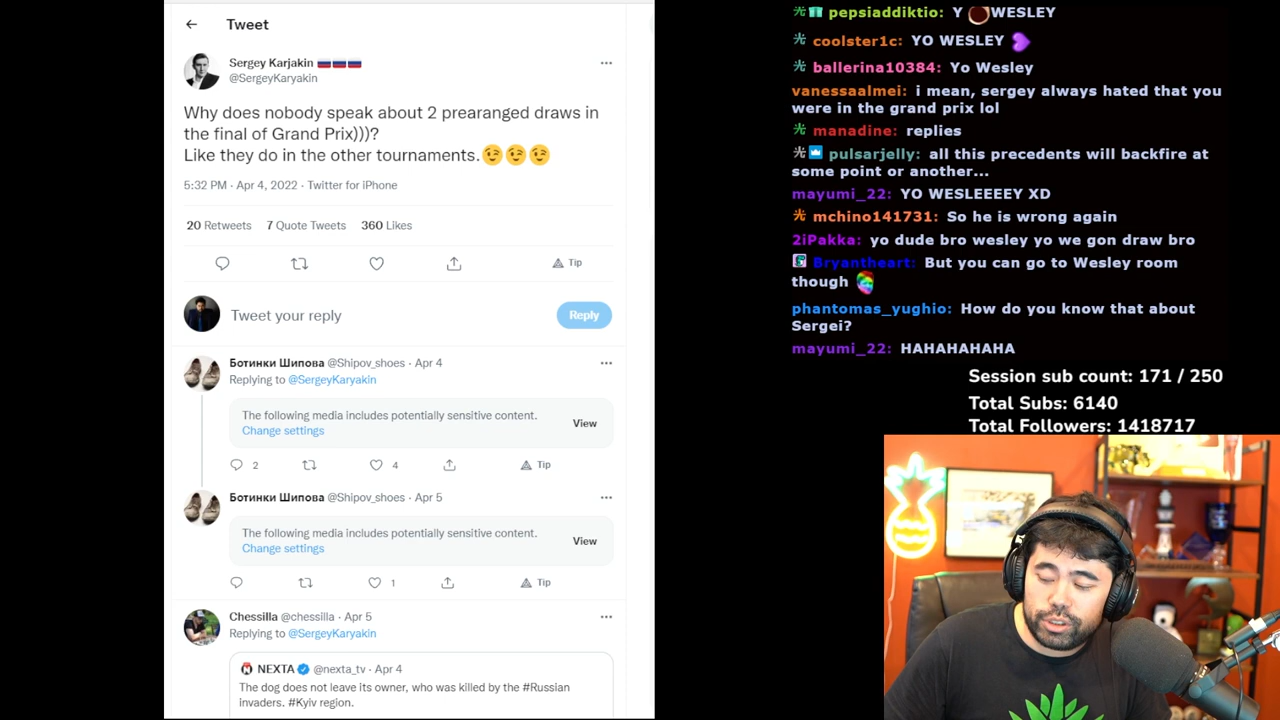 Tweet
Sergey Karjakin 🇷🇺🇷🇺🇷🇺
@SergeyKaryakin
Why does nobody speak about 2 prearanged draws in
the final of Grand Prix)))?
Like they do in the other tournaments.😉😉😉
5:32 PM · Apr 4, 2022 · Twitter for iPhone
20 Retweets 7 Quote Tweets 360 Likes
Tip
Tweet your reply
Reply
Ботинки Шипова @Shipov_shoes · Apr 4
Replying to @SergeyKaryakin
The following media includes potentially sensitive content.
Change settings
View
2 4 Tip
Ботинки Шипова @Shipov_shoes · Apr 5
The following media includes potentially sensitive content.
Change settings
View
1 Tip
Chessilla @chessilla · Apr 5
Replying to @SergeyKaryakin
NEXTA @nexta_tv · Apr 4
The dog does not leave its owner, who was killed by the #Russian
invaders. #Kyiv region.
pepsiaddiktio: Y WESLEY
coolster1c: YO WESLEY
ballerina10384: Yo Wesley
vanessaalmei: i mean, sergey always hated that you
were in the grand prix lol
manadine: replies
pulsarjelly: all this precedents will backfire at
some point or another...
mayumi_22: YO WESLEEEEY XD
mchino141731: So he is wrong again
2iPakka: yo dude bro wesley yo we gon draw bro
Bryantheart: But you can go to Wesley room
though
phantomas_yughio: How do you know that about
Sergei?
mayumi_22: HAHAHAHAHA
Session sub count: 171 / 250
Total Subs: 6140
Total Followers: 1418717